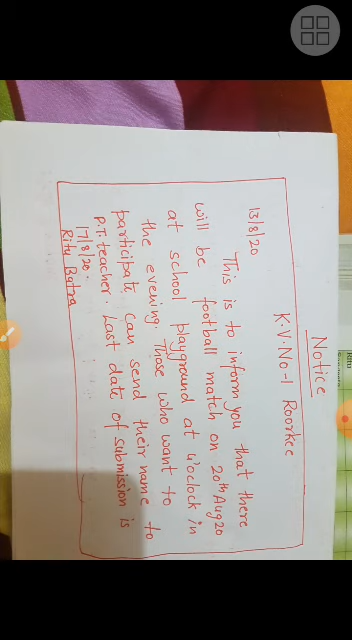 Notice
K.V.No-1 Roorkee
13/8/20
This is to inform you that there
will be football match on 20th Aug 20
at school playground at 4'oclock in
the evening. Those who want to
participate can send their name to
P.T. teacher. Last date of submission is
17/8/20.
Ritu Batra
Ritu